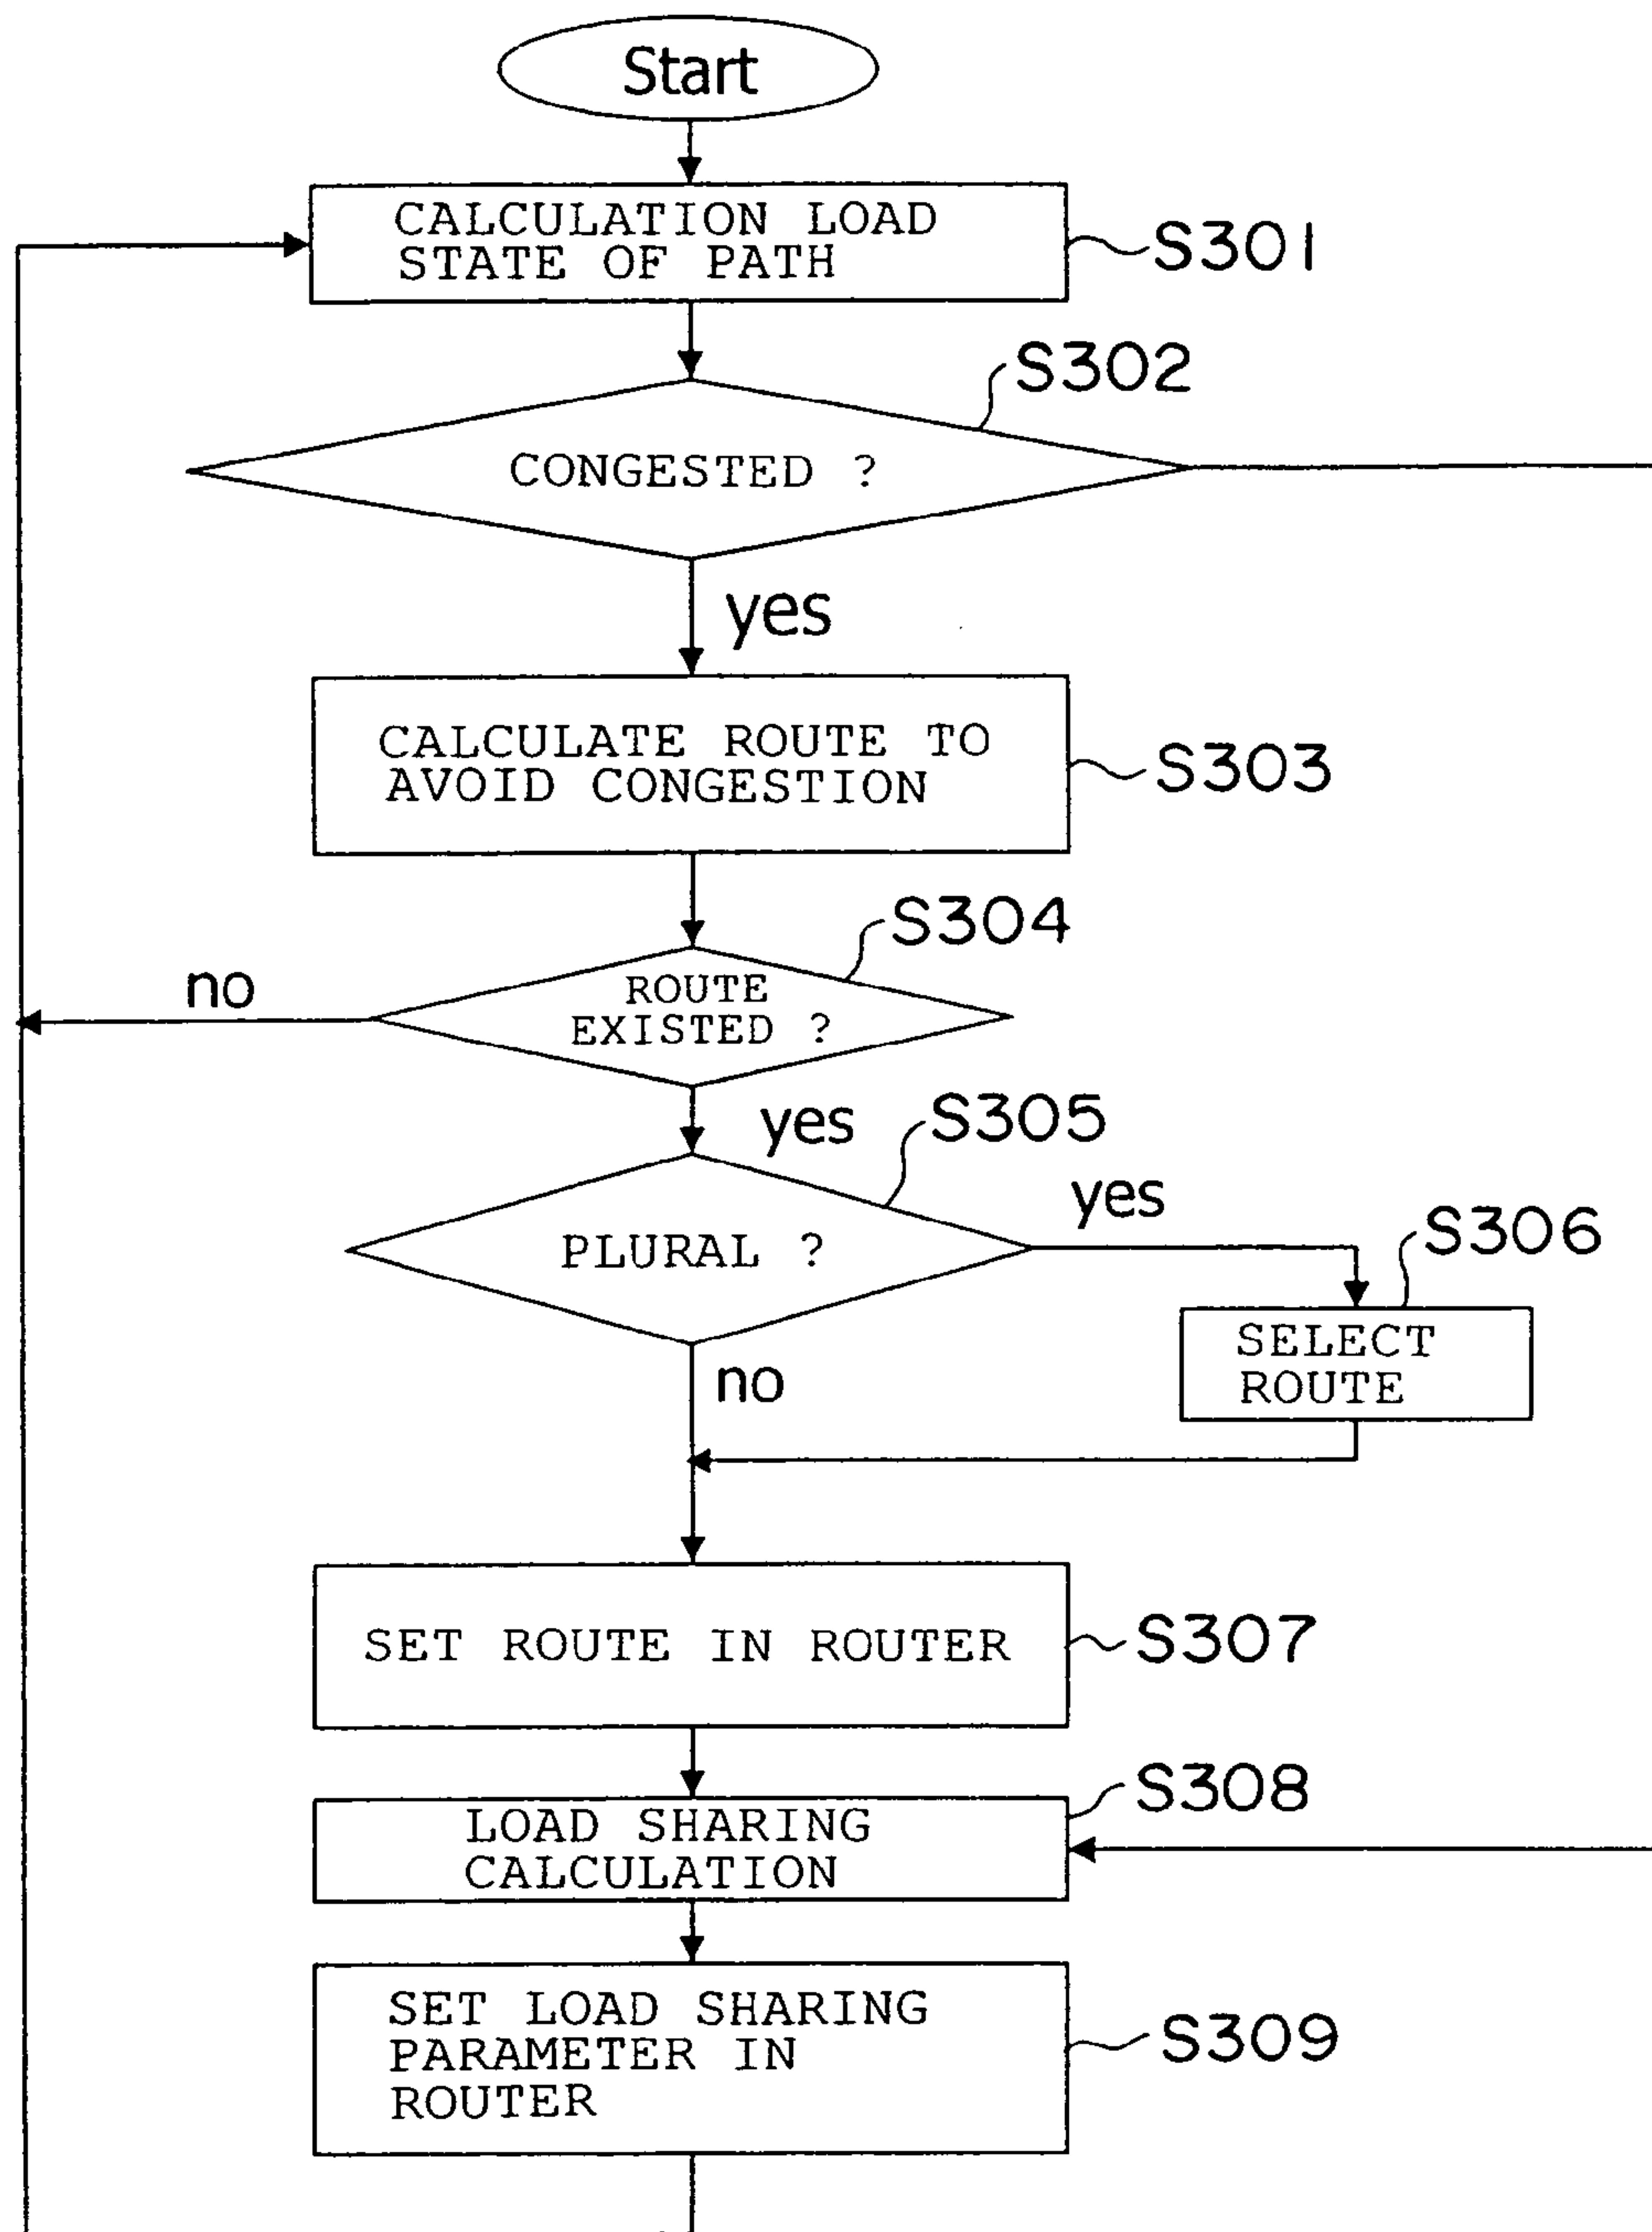 Start
CALCULATION LOAD
STATE OF PATH
S301
S302
CONGESTED ?
yes
CALCULATE ROUTE TO
AVOID CONGESTION
S303
S304
no
ROUTE
EXISTED ?
yes
S305
yes
PLURAL ?
S306
SELECT
ROUTE
no
SET ROUTE IN ROUTER
S307
S308
LOAD SHARING
CALCULATION
SET LOAD SHARING
PARAMETER IN
ROUTER
S309